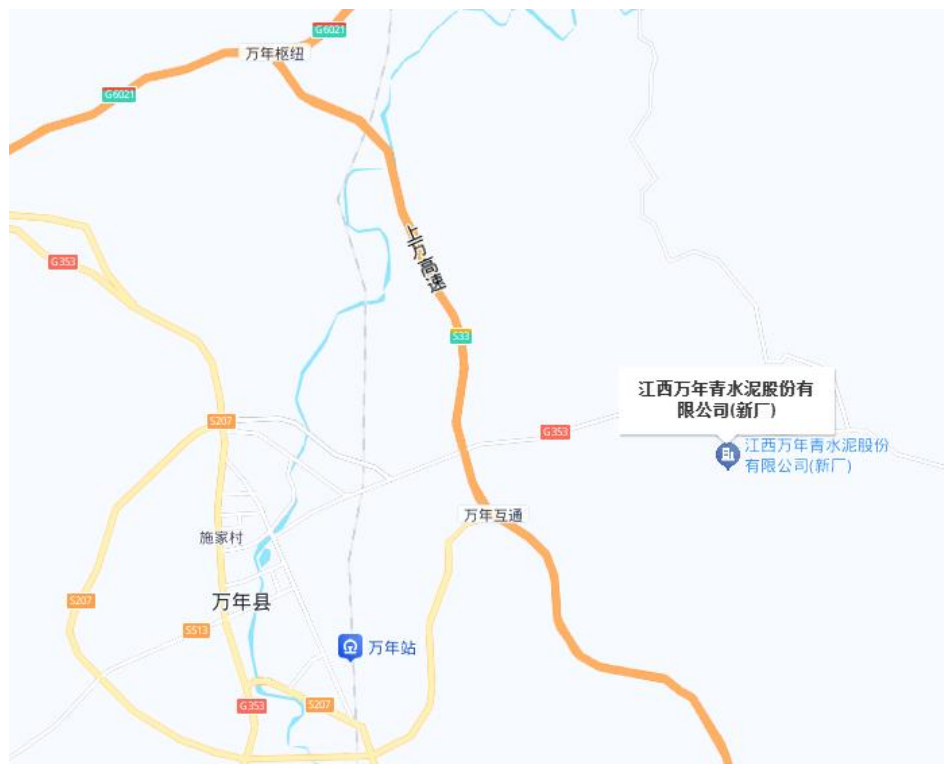 G6021
万年枢纽
G6021
上万高速
G353
S33
江西万年青水泥股份有
限公司(新厂)
S207
G353
江西万年青水泥股份
有限公司(新厂)
万年互通
施家村
S207
万年县
S513
万年站
G353
S207